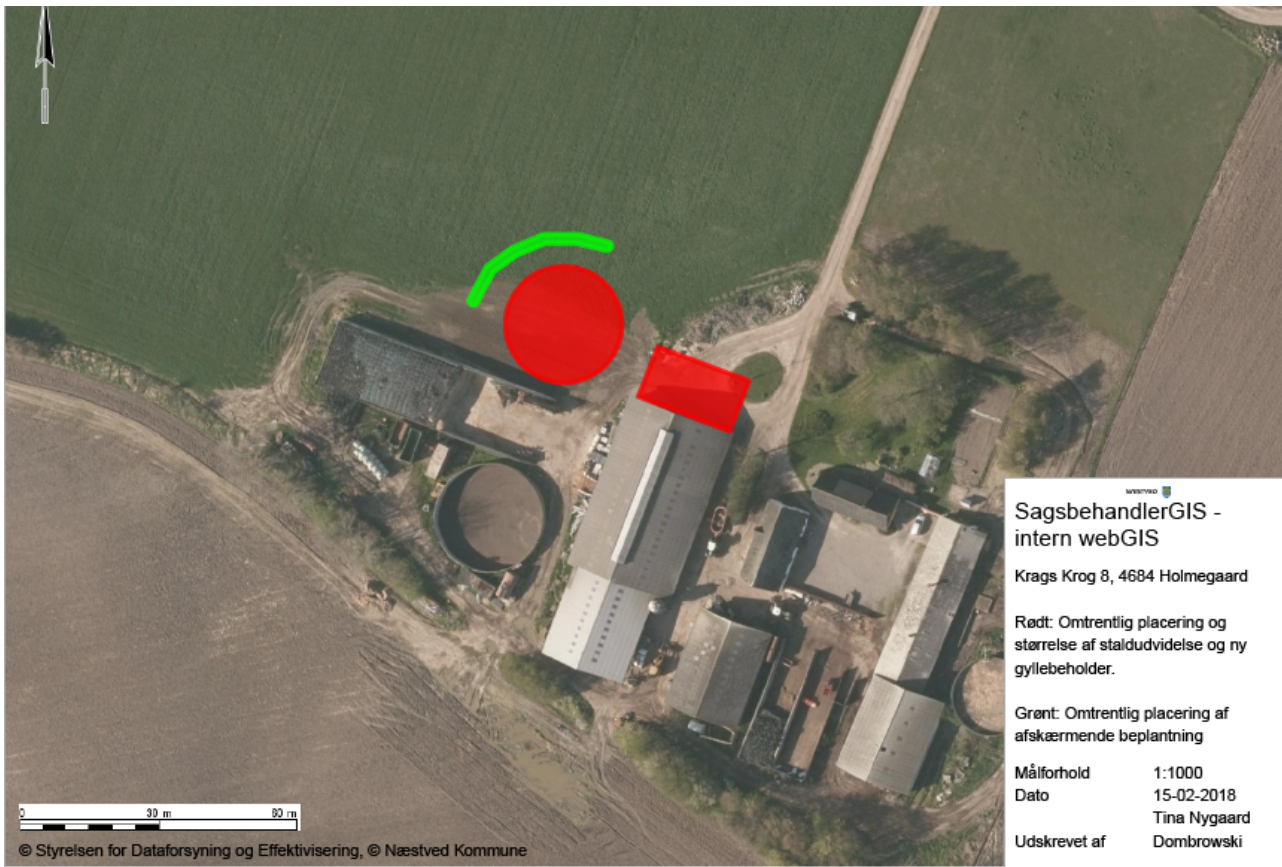 NÆSTVED
SagsbehandlerGIS -
intern webGIS
Krags Krog 8, 4684 Holmegaard
Rødt: Omtrentlig placering og
størrelse af staldudvidelse og ny
gyllebeholder.
Grønt: Omtrentlig placering af
afskærmende beplantning
Målforhold 1:1000
Dato 15-02-2018
Tina Nygaard
Udskrevet af Dombrowski
0 30 m 60 m
© Styrelsen for Dataforsyning og Effektivisering, © Næstved Kommune